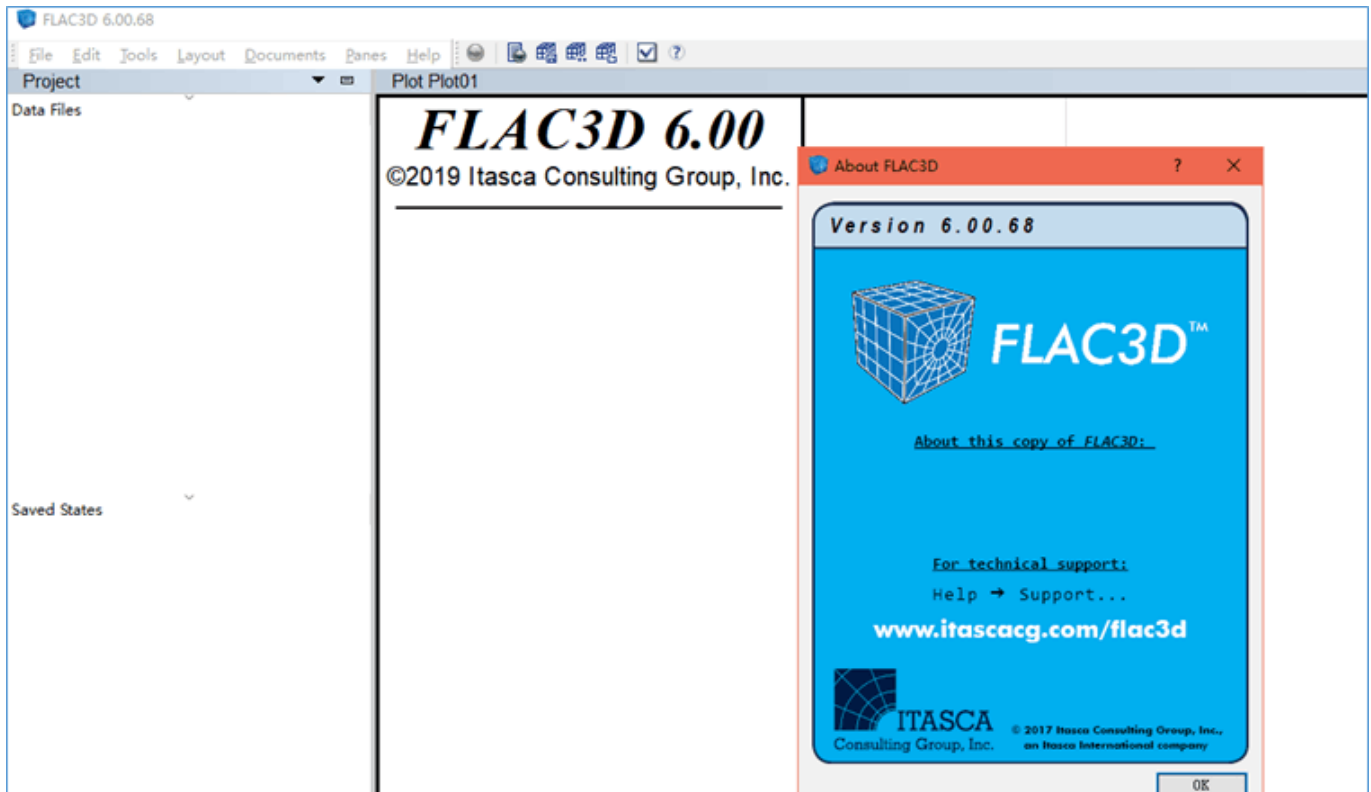 FLAC3D 6.00.68
File Edit Tools Layout Documents Panes Help
Project
Plot Plot01
Data Files
FLAC3D 6.00
©2019 Itasca Consulting Group, Inc.
About FLAC3D
?
Version 6.00.68
FLAC3D™
About this copy of FLAC3D:
Saved States
For technical support:
Help ➔ Support...
www.itascacg.com/flac3d
ITASCA
Consulting Group, Inc.
© 2017 Itasca Consulting Group, Inc.,
an Itasca International company
OK